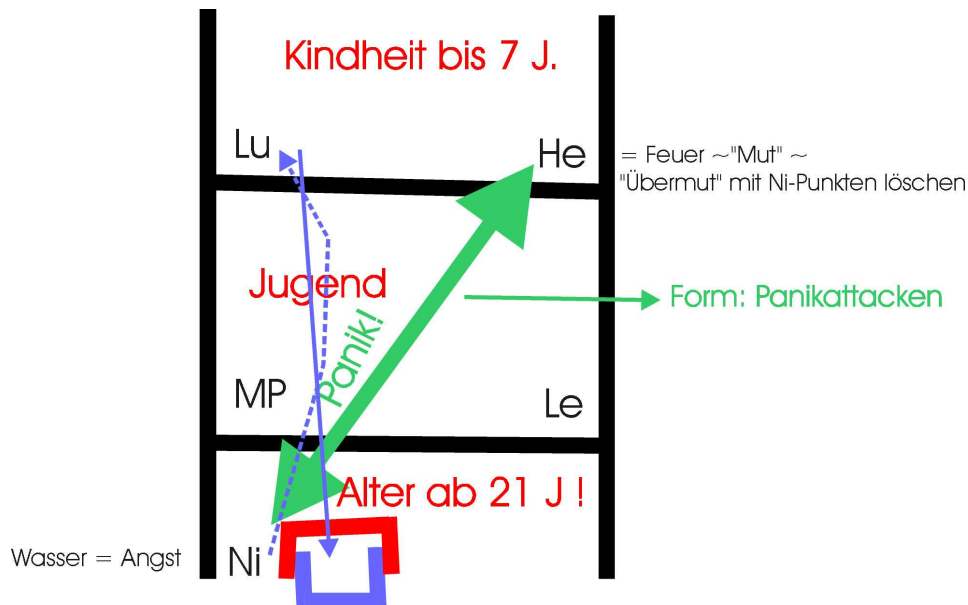 Kindheit bis 7 J.
Lu
He
= Feuer ~"Mut" ~
"Übermut" mit Ni-Punkten löschen
Jugend
Panik!
Form: Panikattacken
MP
Le
Alter ab 21 J !
Wasser = Angst
Ni